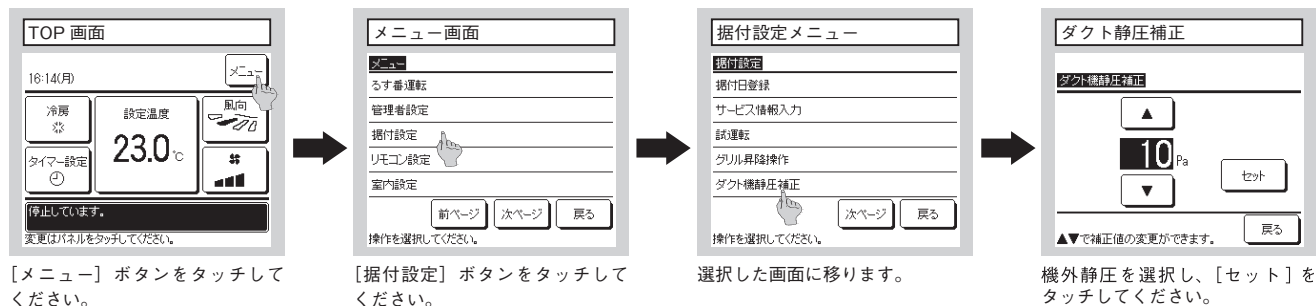 TOP 画面
16:14(月)
メニュー
冷房
設定温度
風向
タイマー設定
23.0℃
停止しています。
変更はパネルをタッチしてください。
[メニュー] ボタンをタッチして
ください。
メニュー画面
メニュー
るす番運転
管理者設定
据付設定
リモコン設定
室内設定
前ページ 次ページ 戻る
操作を選択してください。
[据付設定] ボタンをタッチして
ください。
据付設定メニュー
据付設定
据付日登録
サービス情報入力
試運転
グリル昇降操作
ダクト機静圧補正
次ページ 戻る
操作を選択してください。
選択した画面に移ります。
ダクト静圧補正
ダクト機静圧補正
▲
10 Pa
セット
▼
戻る
▲▼で補正値の変更ができます。
機外静圧を選択し、[セット] を
タッチしてください。